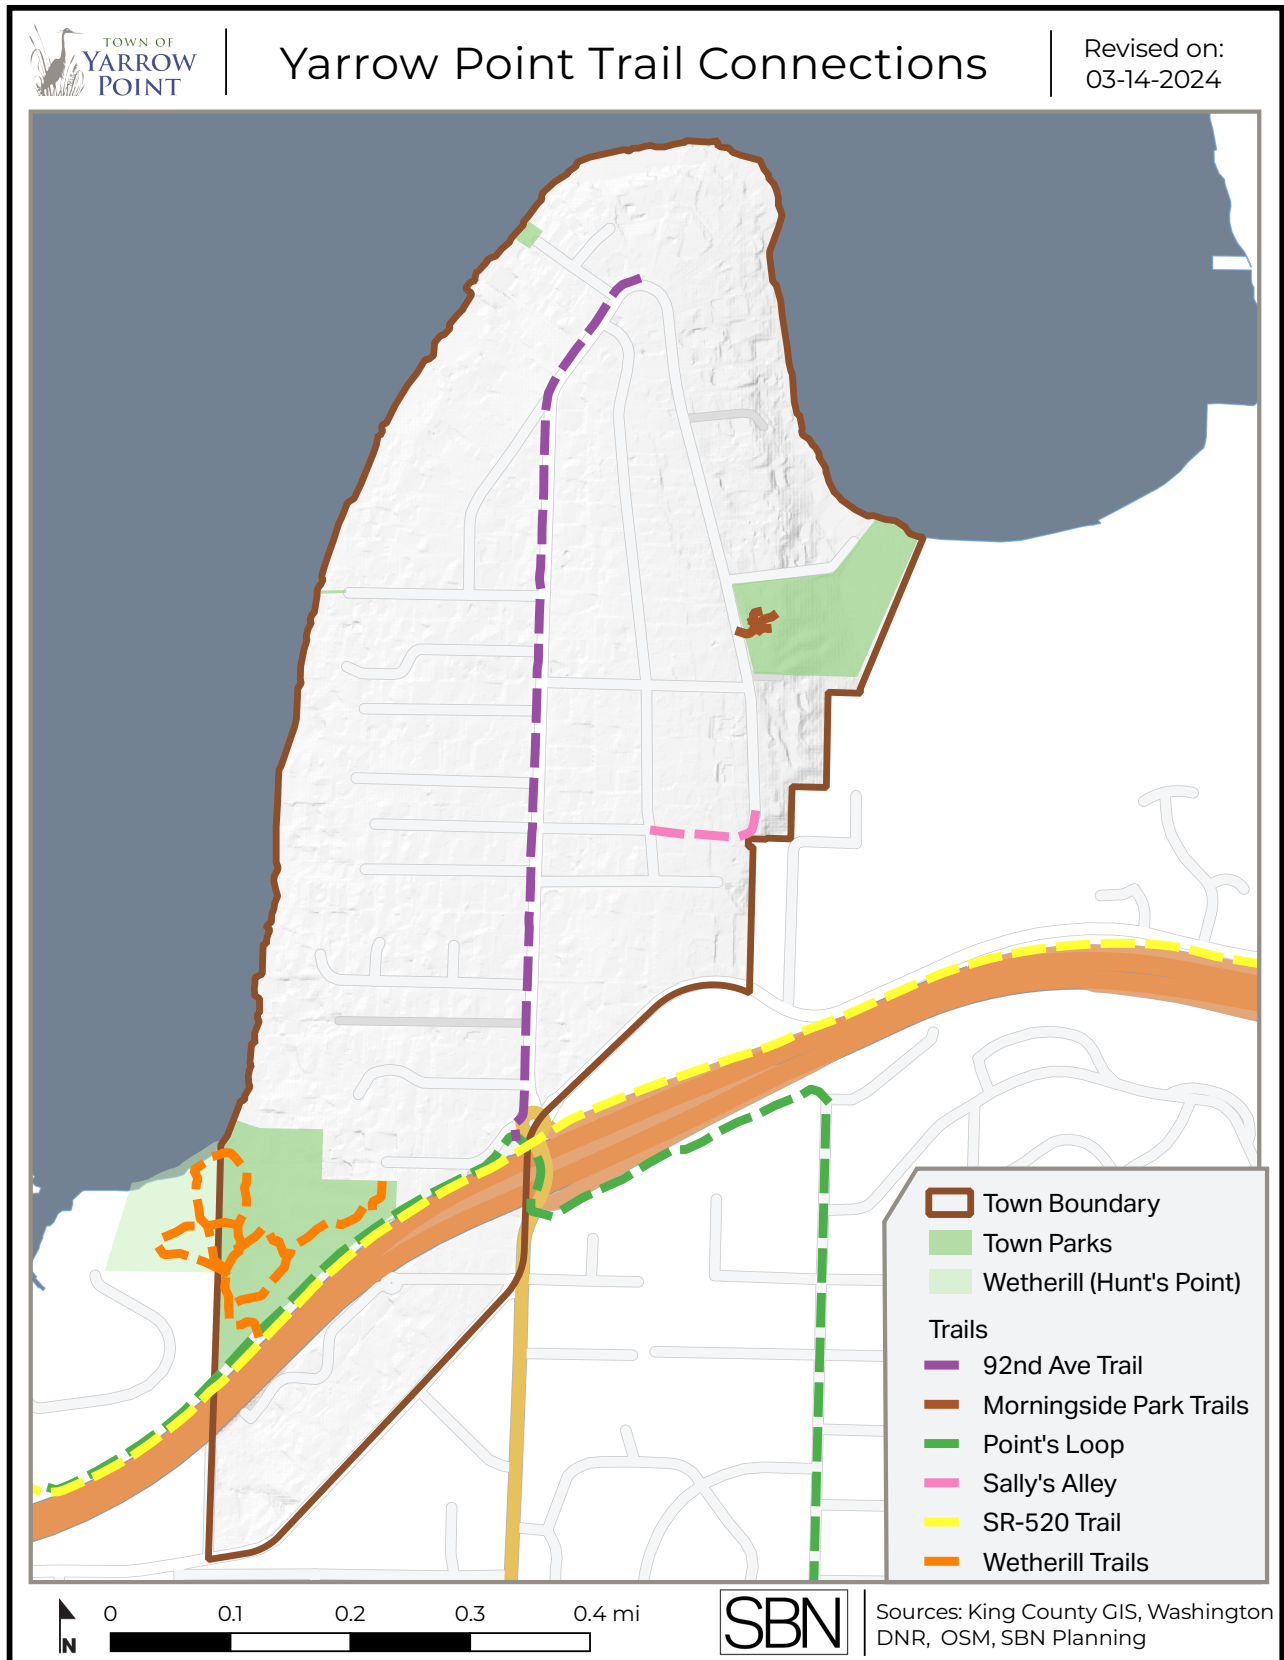 TOWN OF
YARROW
POINT
Yarrow Point Trail Connections
Revised on:
03-14-2024
Town Boundary
Town Parks
Wetherill (Hunt's Point)
Trails
92nd Ave Trail
Morningside Park Trails
Point's Loop
Sally's Alley
SR-520 Trail
Wetherill Trails
N
0 0.1 0.2 0.3 0.4 mi
SBN
Sources: King County GIS, Washington
DNR, OSM, SBN Planning